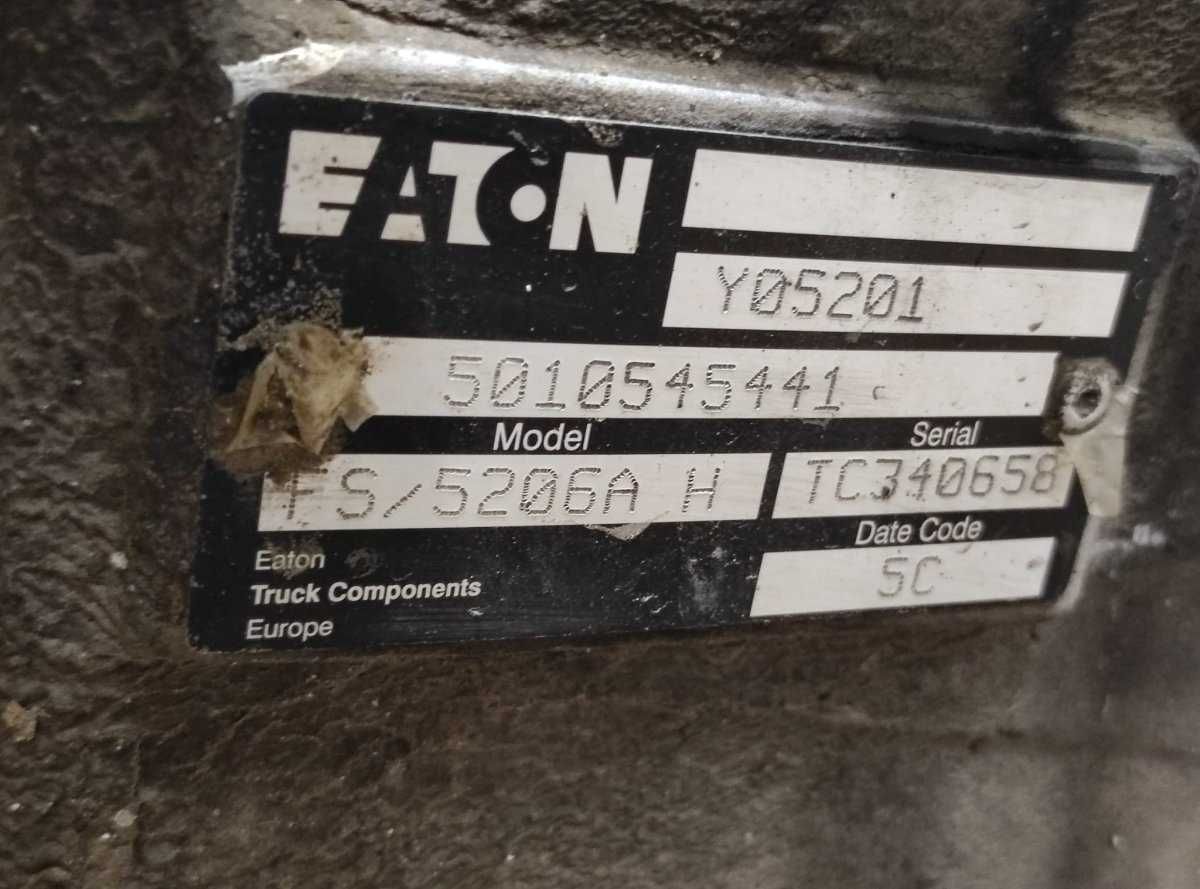 EATON
Y05201
5010545441
Model
Serial
FS/5206A H
TC340658
Date Code
5C
Eaton
Truck Components
Europe